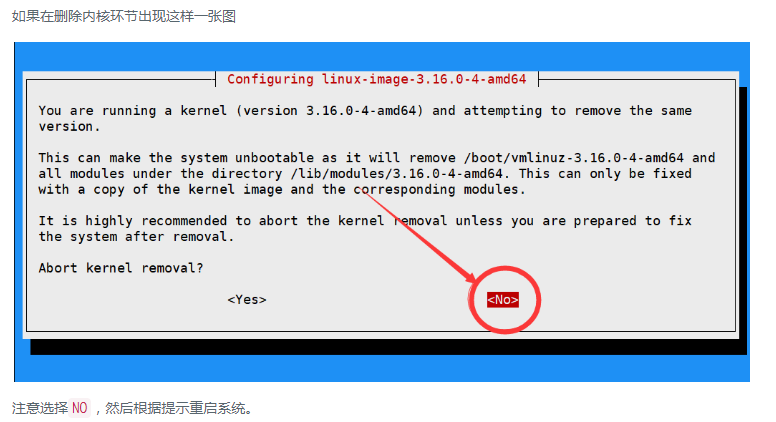 如果在删除内核环节出现这样一张图
Configuring linux-image-3.16.0-4-amd64
You are running a kernel (version 3.16.0-4-amd64) and attempting to remove the same
version.
This can make the system unbootable as it will remove /boot/vmlinuz-3.16.0-4-amd64 and
all modules under the directory /lib/modules/3.16.0-4-amd64. This can only be fixed
with a copy of the kernel image and the corresponding modules.
It is highly recommended to abort the kernel removal unless you are prepared to fix
the system after removal.
Abort kernel removal?
<Yes> <No>
注意选择 NO ，然后根据提示重启系统。